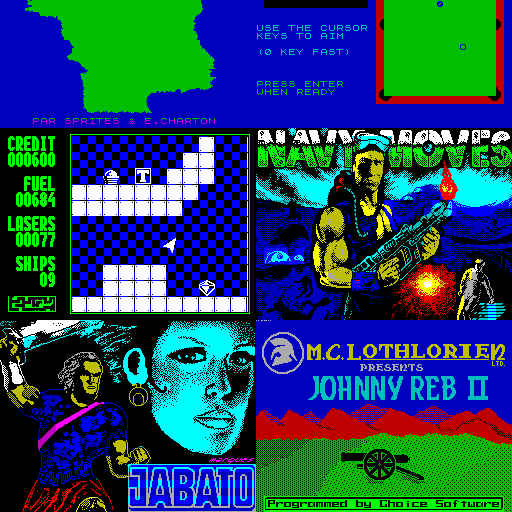 PAR SPRITES & E.CHARTON
USE THE CURSOR
KEYS TO AIM
(0 KEY FAST)
PRESS ENTER
WHEN READY
CREDIT
000600
FUEL
00684
LASERS
00077
SHIPS
09
T
NAVY MOVES
marques
JABATO
M.C. LOTHLORIEN
LTD.
PRESENTS
JOHNNY REB II
Programmed by Choice Software